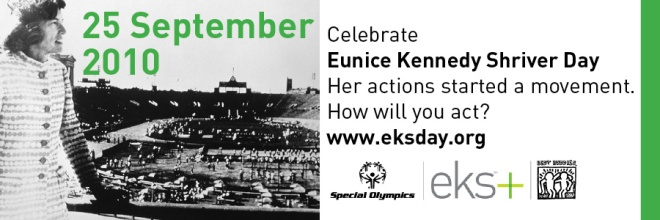 25 September
2010
Celebrate
Eunice Kennedy Shriver Day
Her actions started a movement.
How will you act?
www.eksday.org
Special Olympics
eks+
BEST BUDDIES